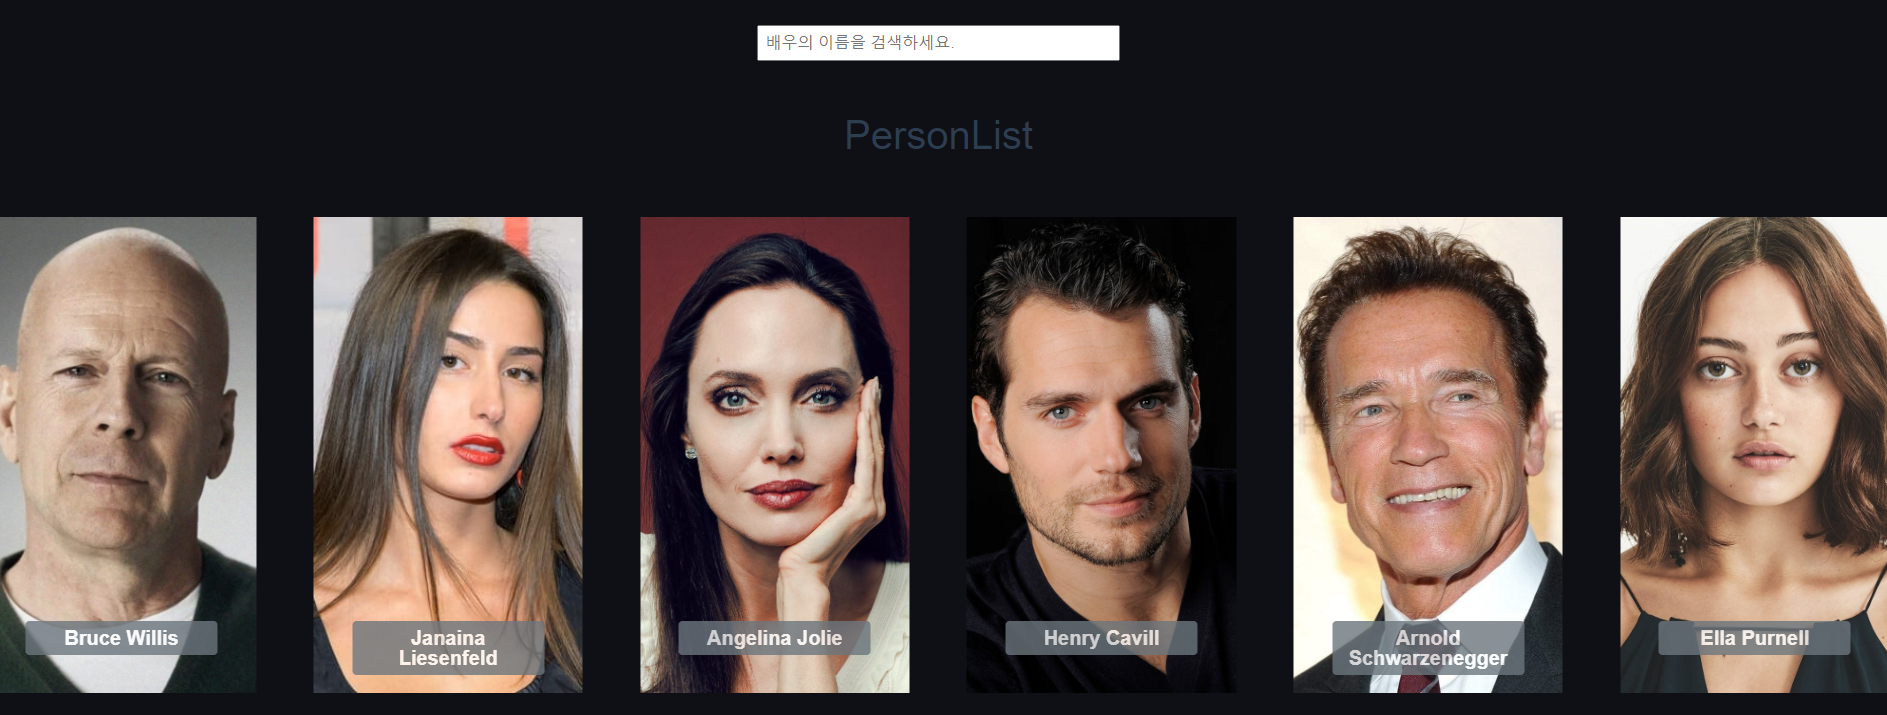 배우의 이름을 검색하세요.
PersonList
Bruce Willis
Janaina
Liesenfeld
Angelina Jolie
Henry Cavill
Arnold
Schwarzenegger
Ella Purnell